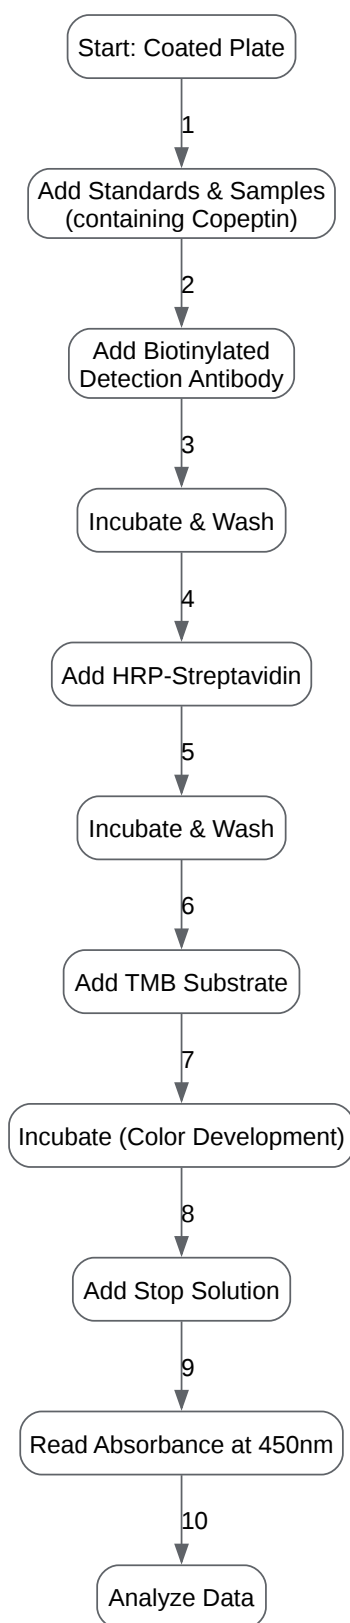 Start: Coated Plate
1
Add Standards & Samples
(containing Copeptin)
2
Add Biotinylated
Detection Antibody
3
Incubate & Wash
4
Add HRP-Streptavidin
5
Incubate & Wash
6
Add TMB Substrate
7
Incubate (Color Development)
8
Add Stop Solution
9
Read Absorbance at 450nm
10
Analyze Data